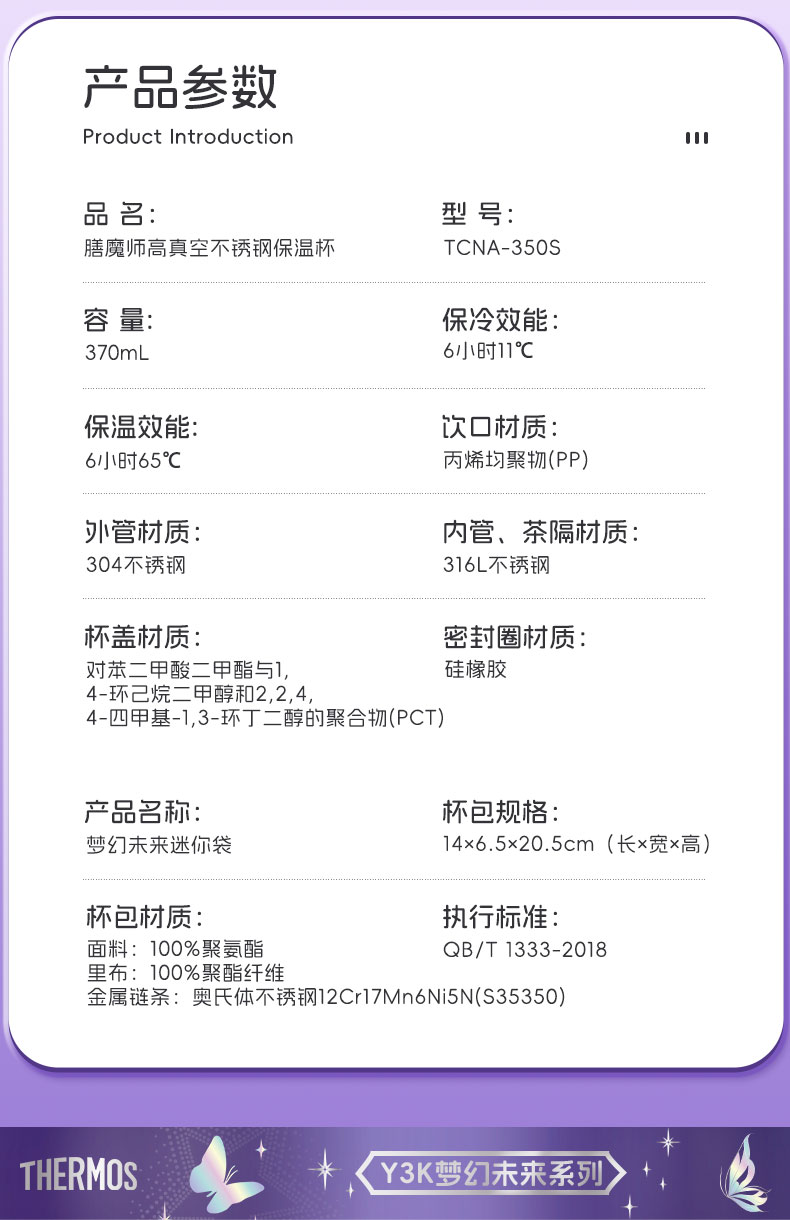 产品参数
Product Introduction
品 名：
膳魔师高真空不锈钢保温杯
型 号：
TCNA-350S
容 量：
370mL
保冷效能：
6小时11℃
保温效能：
6小时65℃
饮口材质：
丙烯均聚物(PP)
外管材质：
304不锈钢
内管、茶隔材质：
316L不锈钢
杯盖材质：
对苯二甲酸二甲酯与1,
4-环己烷二甲醇和2,2,4,
4-四甲基-1,3-环丁二醇的聚合物(PCT)
密封圈材质：
硅橡胶
产品名称：
梦幻未来迷你袋
杯包规格：
14×6.5×20.5cm（长×宽×高）
杯包材质：
面料：100%聚氨酯
里布：100%聚酯纤维
金属链条：奥氏体不锈钢12Cr17Mn6Ni5N(S35350)
执行标准：
QB/T 1333-2018
THERMOS
Y3K梦幻未来系列